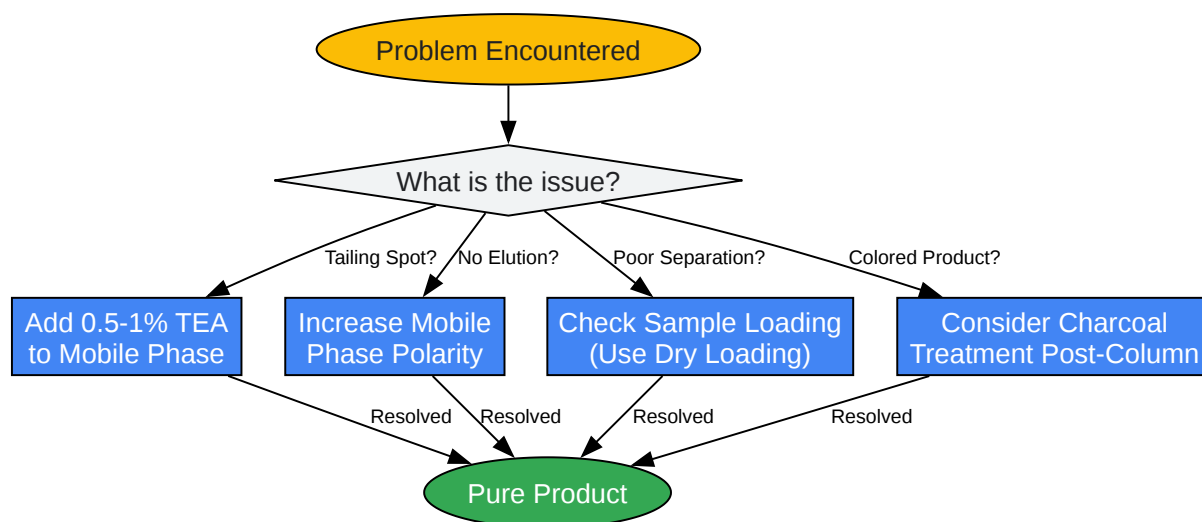 Problem Encountered
What is the issue?
Tailing Spot?
No Elution?
Poor Separation?
Colored Product?
Add 0.5-1% TEA
to Mobile Phase
Increase Mobile
Phase Polarity
Check Sample Loading
(Use Dry Loading)
Consider Charcoal
Treatment Post-Column
Resolved
Resolved
Resolved
Resolved
Pure Product